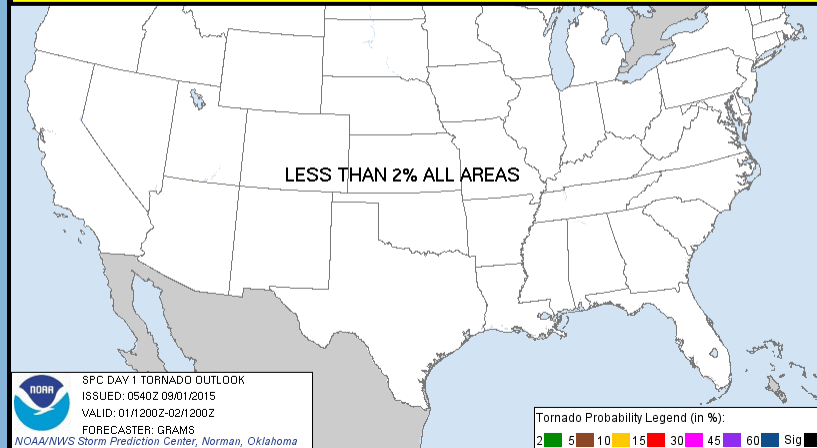 LESS THAN 2% ALL AREAS
NOAA
SPC DAY 1 TORNADO OUTLOOK
ISSUED: 0540Z 09/01/2015
VALID: 01/1200Z-02/1200Z
FORECASTER: GRAMS
NOAA/NWS Storm Prediction Center, Norman, Oklahoma
Tornado Probability Legend (in %):
2 5 10 15 30 45 60 Sig